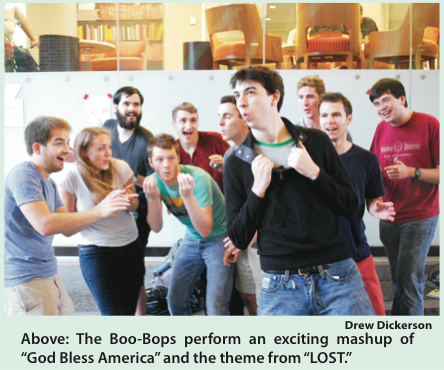 Drew Dickerson
Above: The Boo-Bops perform an exciting mashup of
“God Bless America” and the theme from “LOST.”